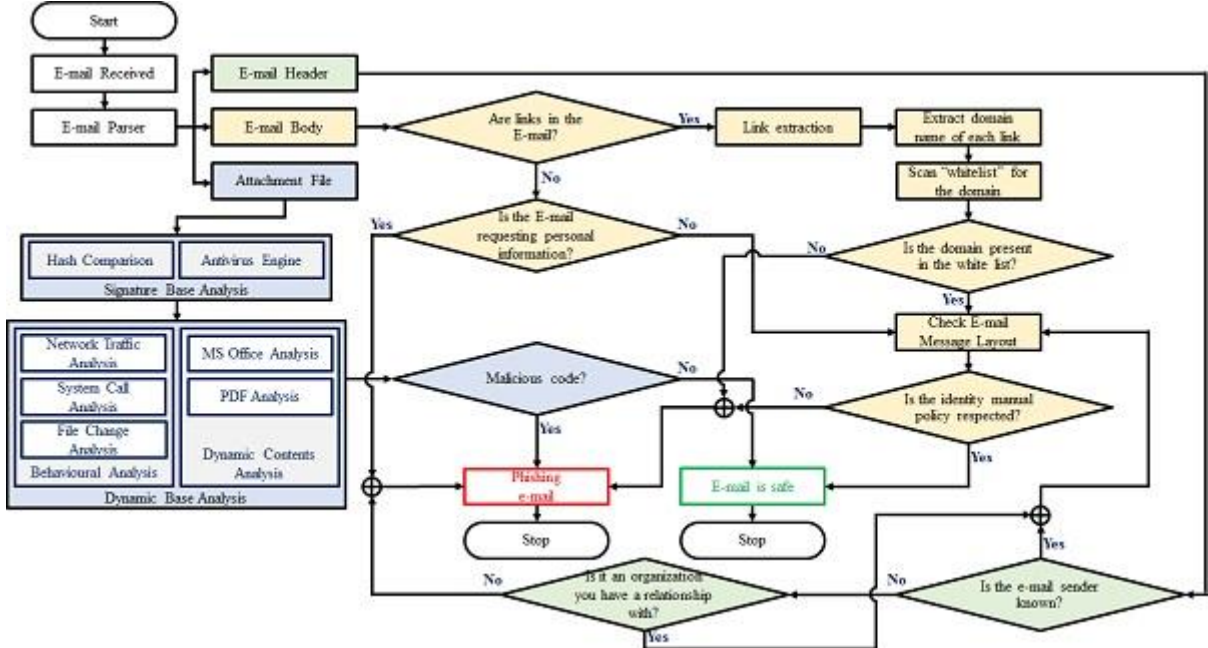 Start
E-mail Received
E-mail Header
E-mail Parser
E-mail Body
Are links in the
E-mail?
Yes
Link extraction
Extract domain
name of each link
Attachment File
No
Scan "whitelist" for
the domain
Yes
Is the E-mail
requesting personal
information?
No
No
Is the domain present
in the white list?
Hash Comparison
Antivirus Engine
Signature Base Analysis
Yes
Check E-mail
Message Layout
Network Traffic
Analysis
MS Office Analysis
System Call
Analysis
PDF Analysis
File Change
Analysis
Behavioural Analysis
Dynamic Contents
Analysis
Dynamic Base Analysis
Malicious code?
No
Yes
No
Is the identity manual
policy respected?
Yes
Phishing
e-mail
E-mail is safe
Stop
Stop
Yes
No
Is it an organization
you have a relationship
with?
Yes
No
Is the e-mail sender
known?